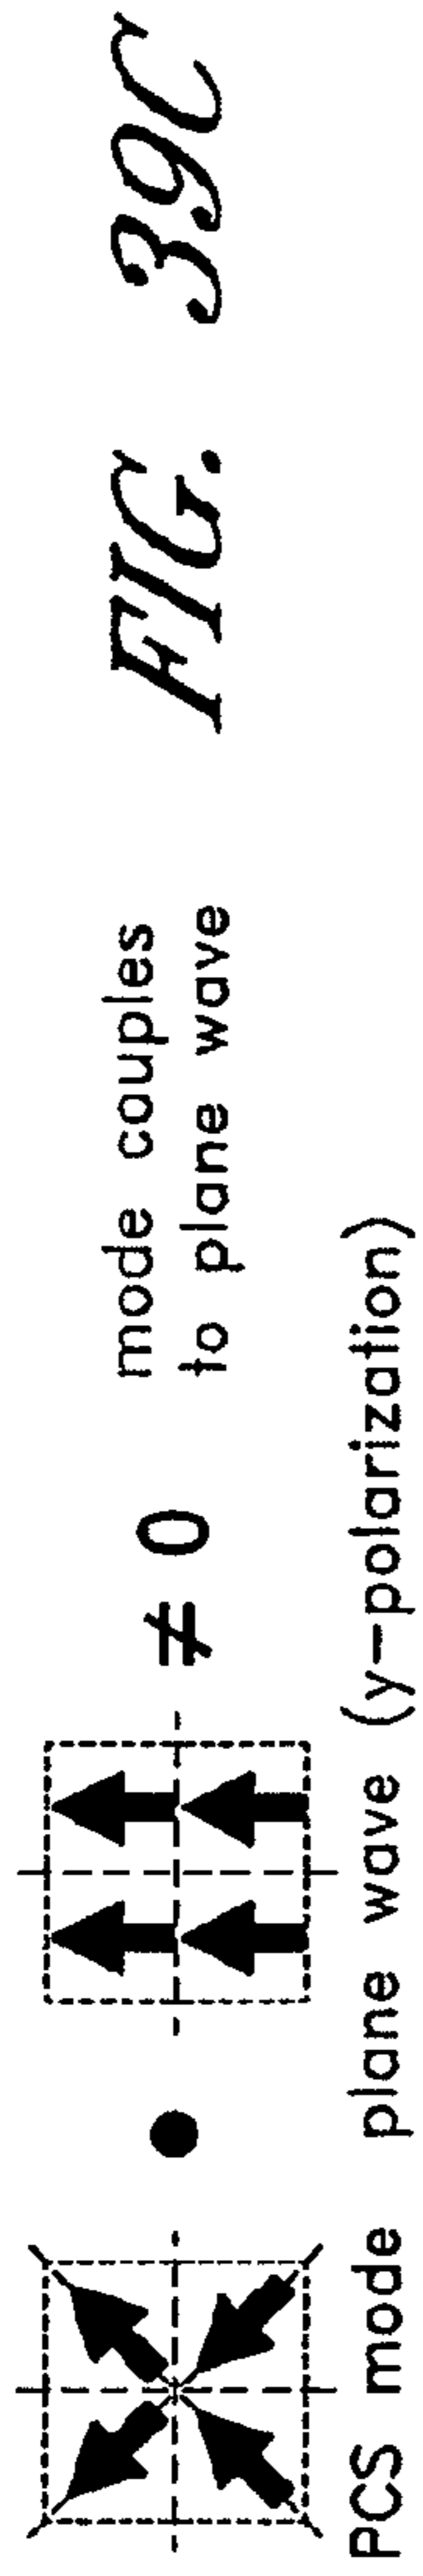 ≠ 0
mode couples
to plane wave
PCS mode
plane wave (y-polarization)
FIG. 39C